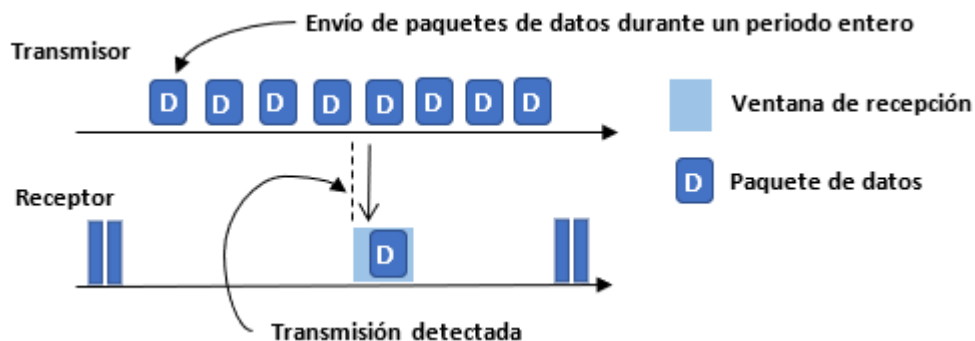 Envío de paquetes de datos durante un periodo entero
Transmisor
D D D D D D D D
Ventana de recepción
D Paquete de datos
Receptor
D
Transmisión detectada